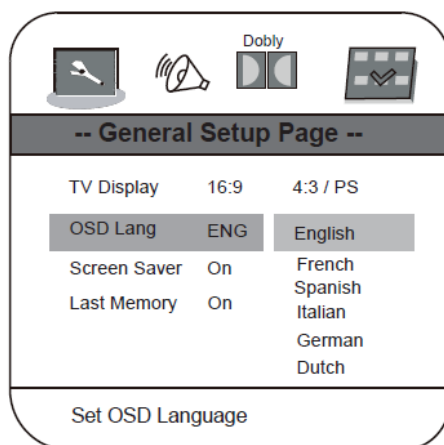 Dobly
-- General Setup Page --
TV Display 16:9 4:3 / PS
OSD Lang ENG English
Screen Saver On French
Spanish
Last Memory On Italian
German
Dutch
Set OSD Language